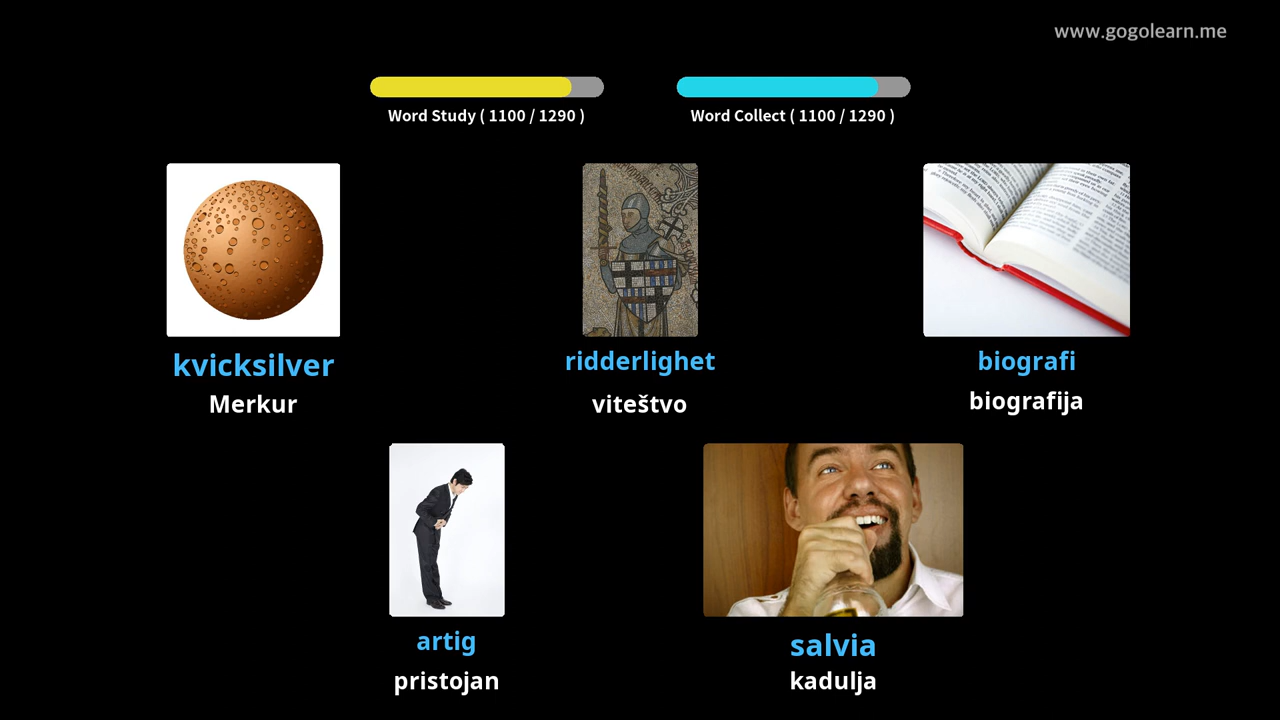 www.gogolearn.me
Word Study ( 1100 / 1290 )
Word Collect ( 1100 / 1290 )
kvicksilver
Merkur
ridderlighet
viteštvo
biografi
biografija
artig
pristojan
salvia
kadulja